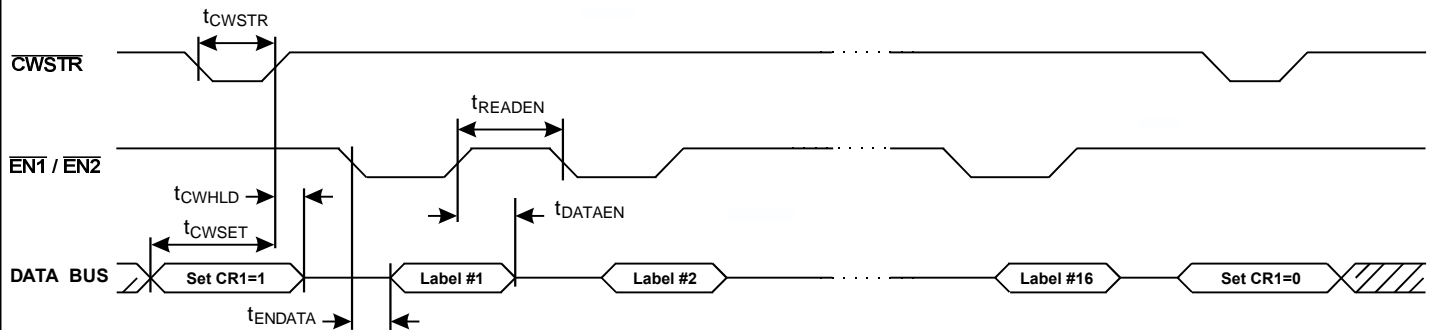 tCWSTR
CWSTR
tREADEN
EN1 / EN2
tCWHLD
tDATAEN
tCWSET
DATA BUS
Set CR1=1
Label #1
Label #2
Label #16
Set CR1=0
tENDATA